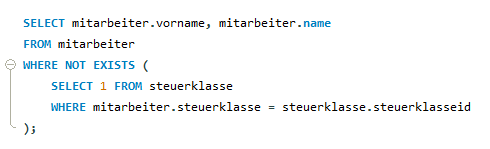 SELECT mitarbeiter.vorname, mitarbeiter.name
FROM mitarbeiter
WHERE NOT EXISTS (
SELECT 1 FROM steuerklasse
WHERE mitarbeiter.steuerklasse = steuerklasse.steuerklasseid
);